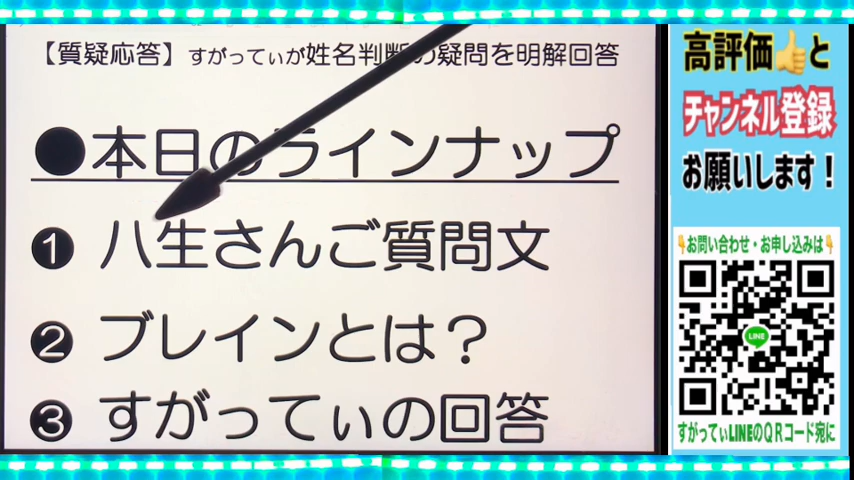 【質疑応答】すがってぃが姓名判断の疑問を明解回答
●本日のラインナップ
❶ 八生さんご質問文
❷ ブレインとは？
❸ すがってぃの回答
高評価👍と
チャンネル登録
お願いします！
👇お問い合わせ・お申し込みは👇
LINE
すがってぃLINEのQRコード宛に